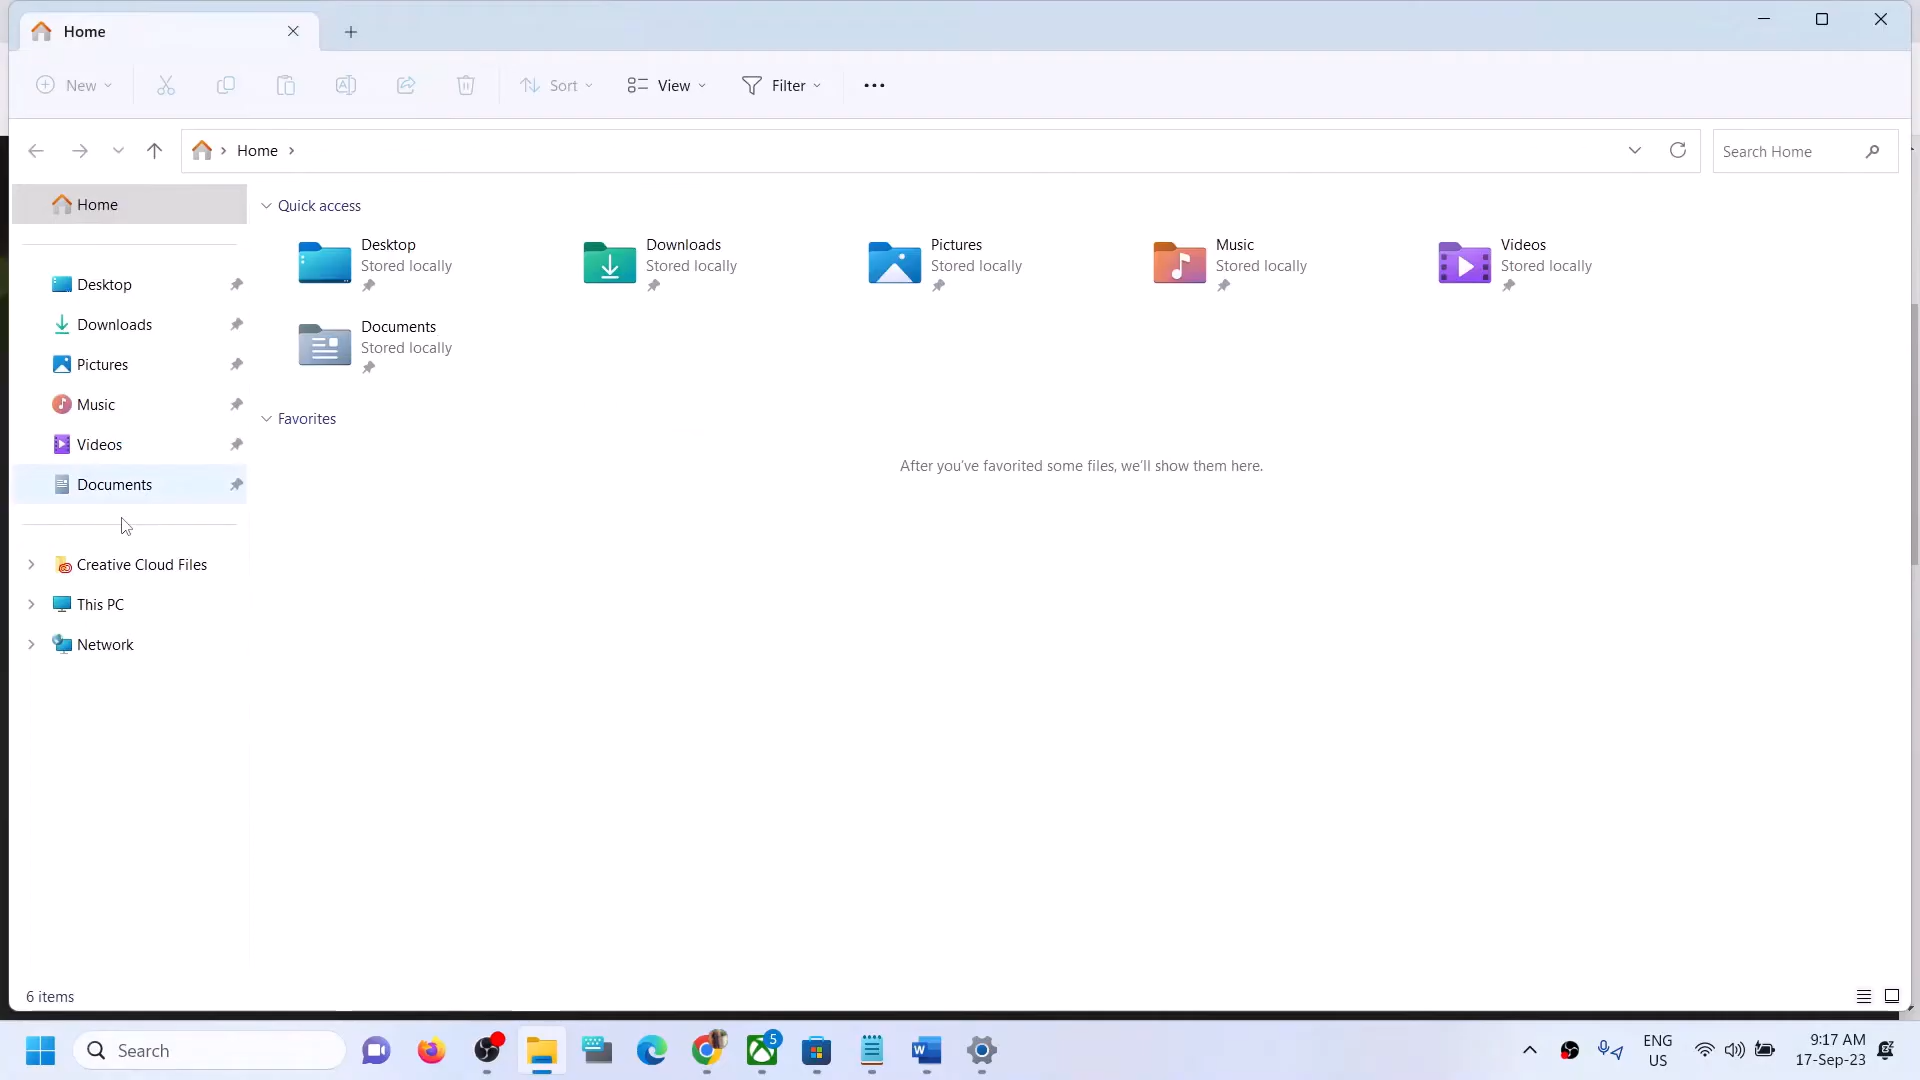 Home
New
Sort
View
Filter
Home
Search Home
Home
Desktop
Downloads
Pictures
Music
Videos
Documents
Creative Cloud Files
This PC
Network
Quick access
Desktop
Stored locally
Downloads
Stored locally
Pictures
Stored locally
Music
Stored locally
Videos
Stored locally
Documents
Stored locally
Favorites
After you've favorited some files, we'll show them here.
6 items
Search
5
ENG
US
9:17 AM
17-Sep-23